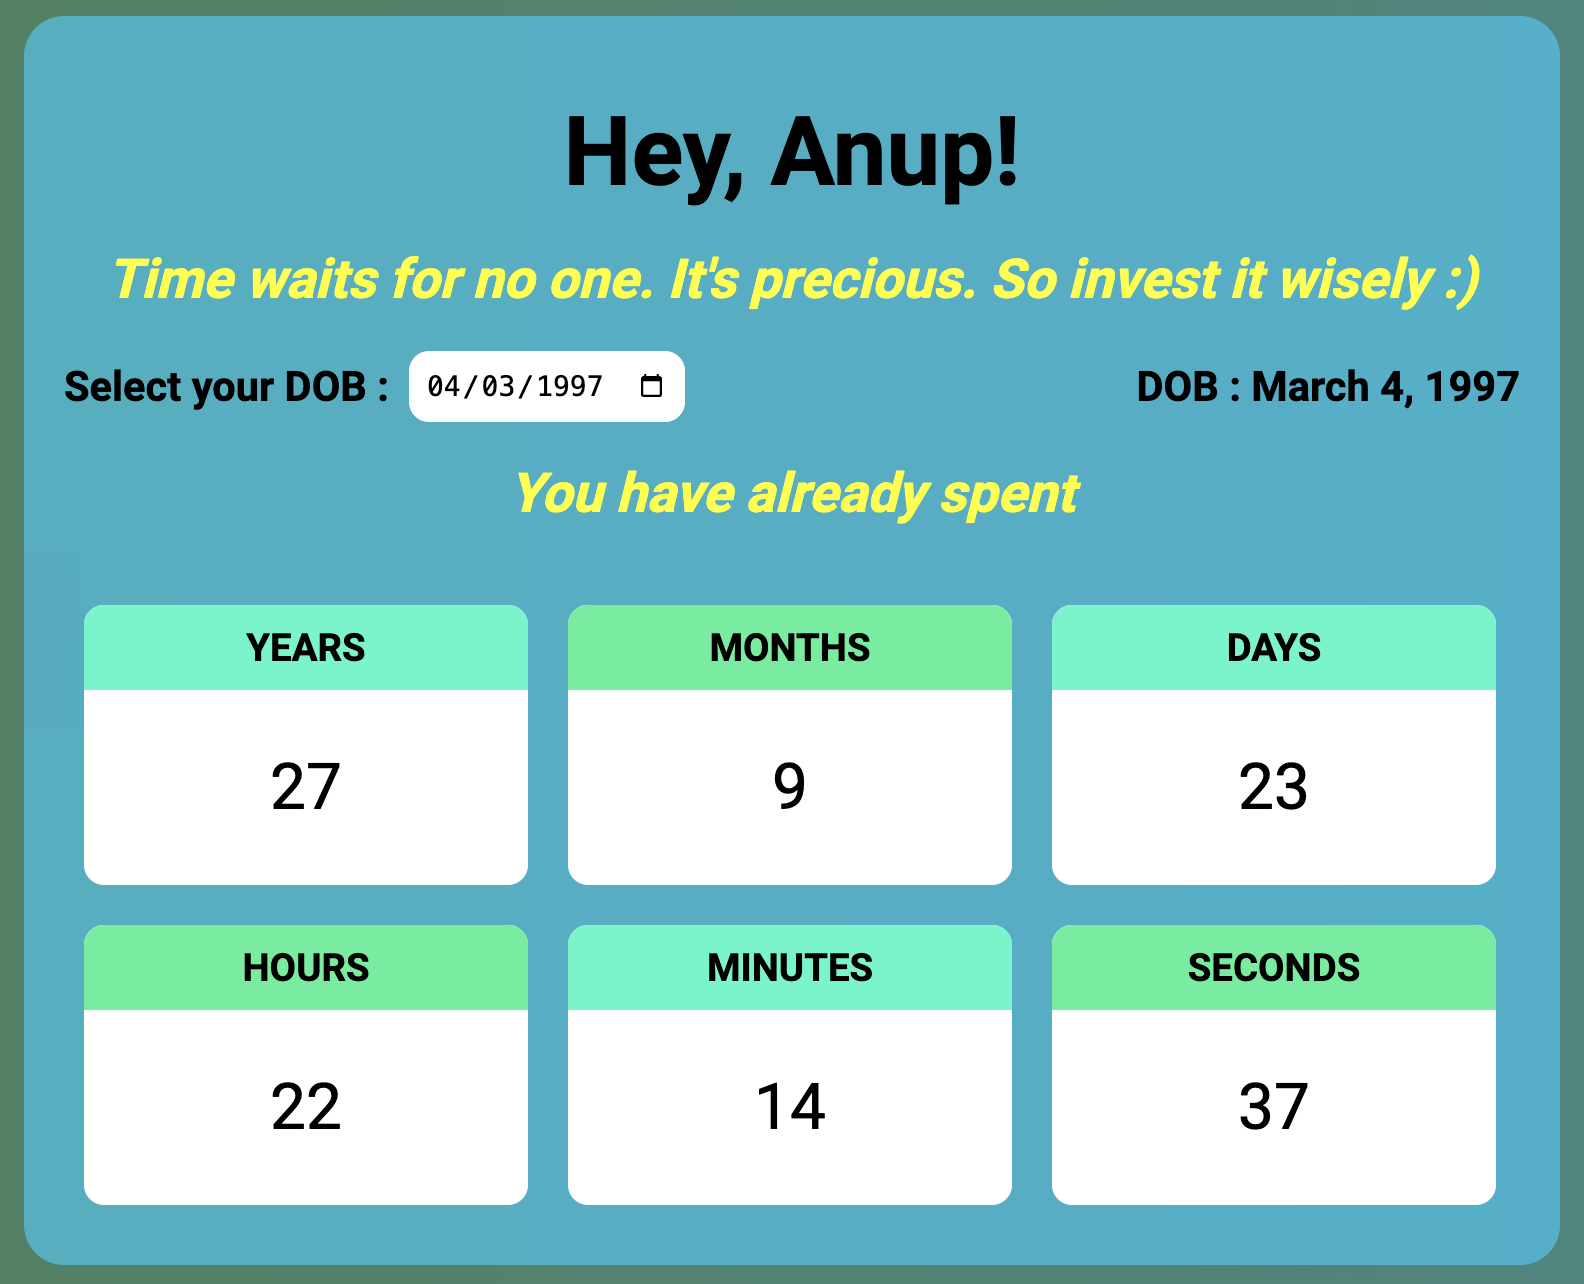 Hey, Anup!
Time waits for no one. It's precious. So invest it wisely :)
Select your DOB : 04/03/1997 DOB : March 4, 1997
You have already spent
YEARS MONTHS DAYS
27 9 23
HOURS MINUTES SECONDS
22 14 37